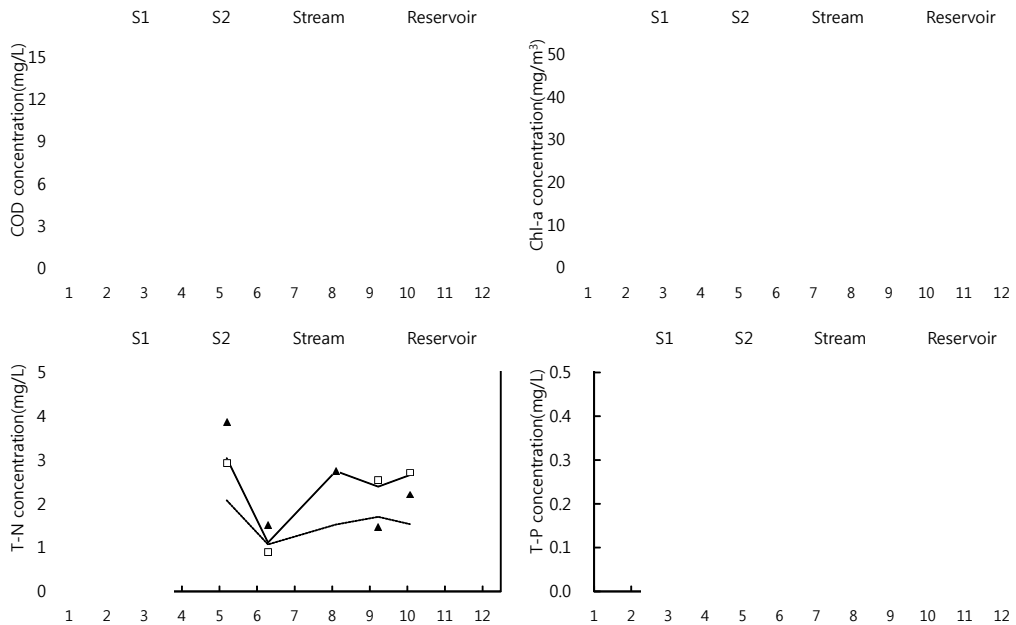 S1 S2 Stream Reservoir
COD concentration(mg/L)
15
12
9
6
3
0
1 2 3 4 5 6 7 8 9 10 11 12
S1 S2 Stream Reservoir
Chl-a concentration(mg/m³)
50
40
30
20
10
0
1 2 3 4 5 6 7 8 9 10 11 12
S1 S2 Stream Reservoir
T-N concentration(mg/L)
5
4
3
2
1
0
1 2 3 4 5 6 7 8 9 10 11 12
S1 S2 Stream Reservoir
T-P concentration(mg/L)
0.5
0.4
0.3
0.2
0.1
0.0
1 2 3 4 5 6 7 8 9 10 11 12